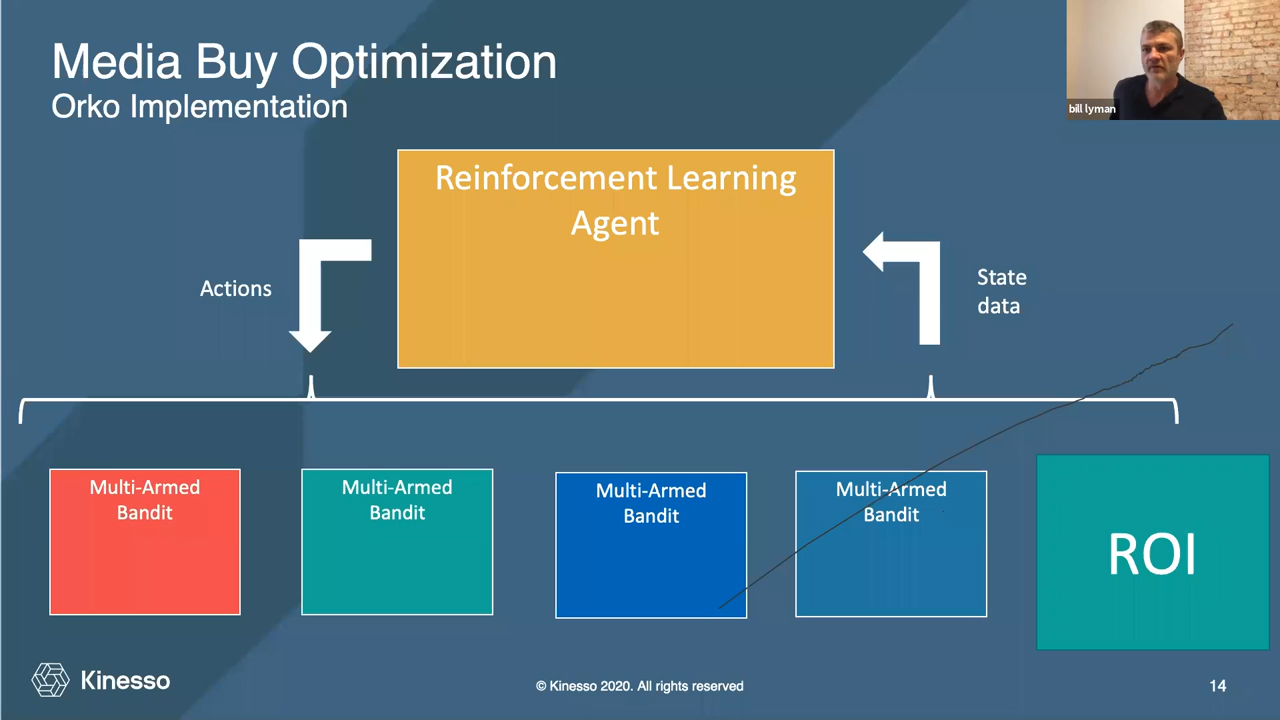 Media Buy Optimization
Orko Implementation
bill lyman
Reinforcement Learning
Agent
Actions
State
data
Multi-Armed
Bandit
Multi-Armed
Bandit
Multi-Armed
Bandit
Multi-Armed
Bandit
ROI
Kinesso
© Kinesso 2020. All rights reserved
14